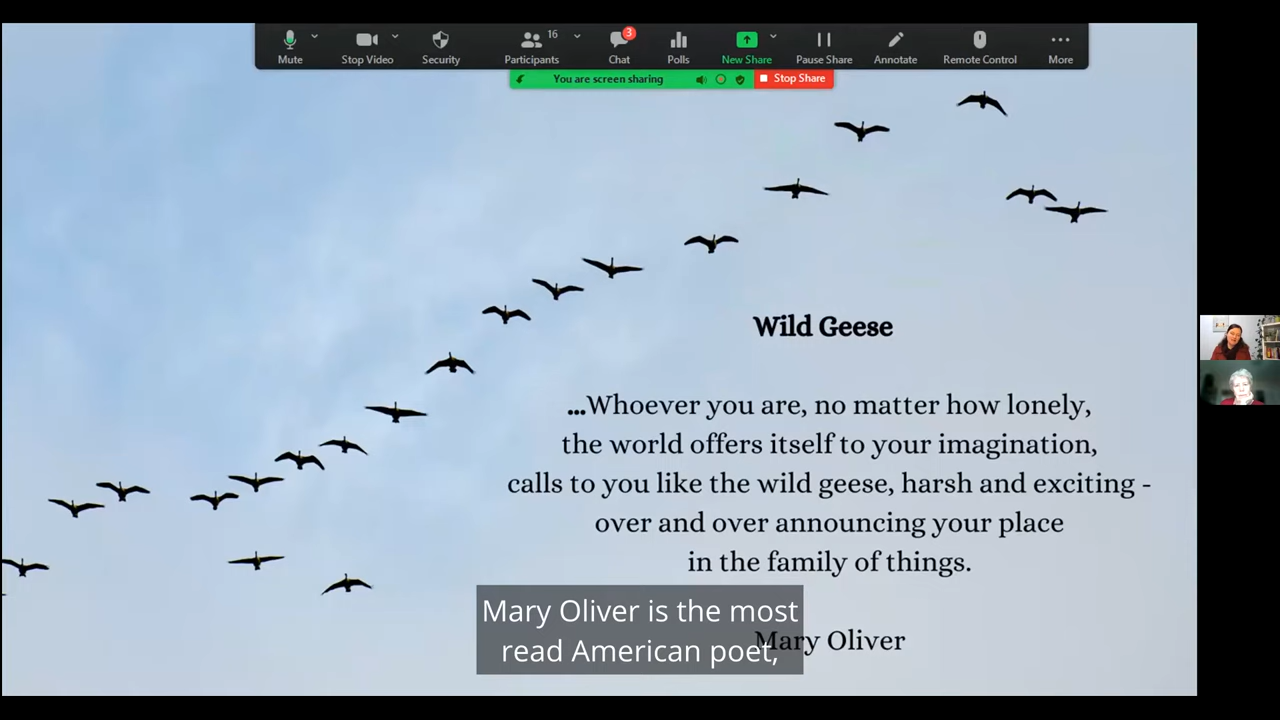 Mute
Stop Video
Security
16
Participants
3
Chat
Polls
New Share
Pause Share
Annotate
Remote Control
More
You are screen sharing
Stop Share
Wild Geese
...Whoever you are, no matter how lonely,
the world offers itself to your imagination,
calls to you like the wild geese, harsh and exciting -
over and over announcing your place
in the family of things.
Mary Oliver
Mary Oliver is the most
read American poet,